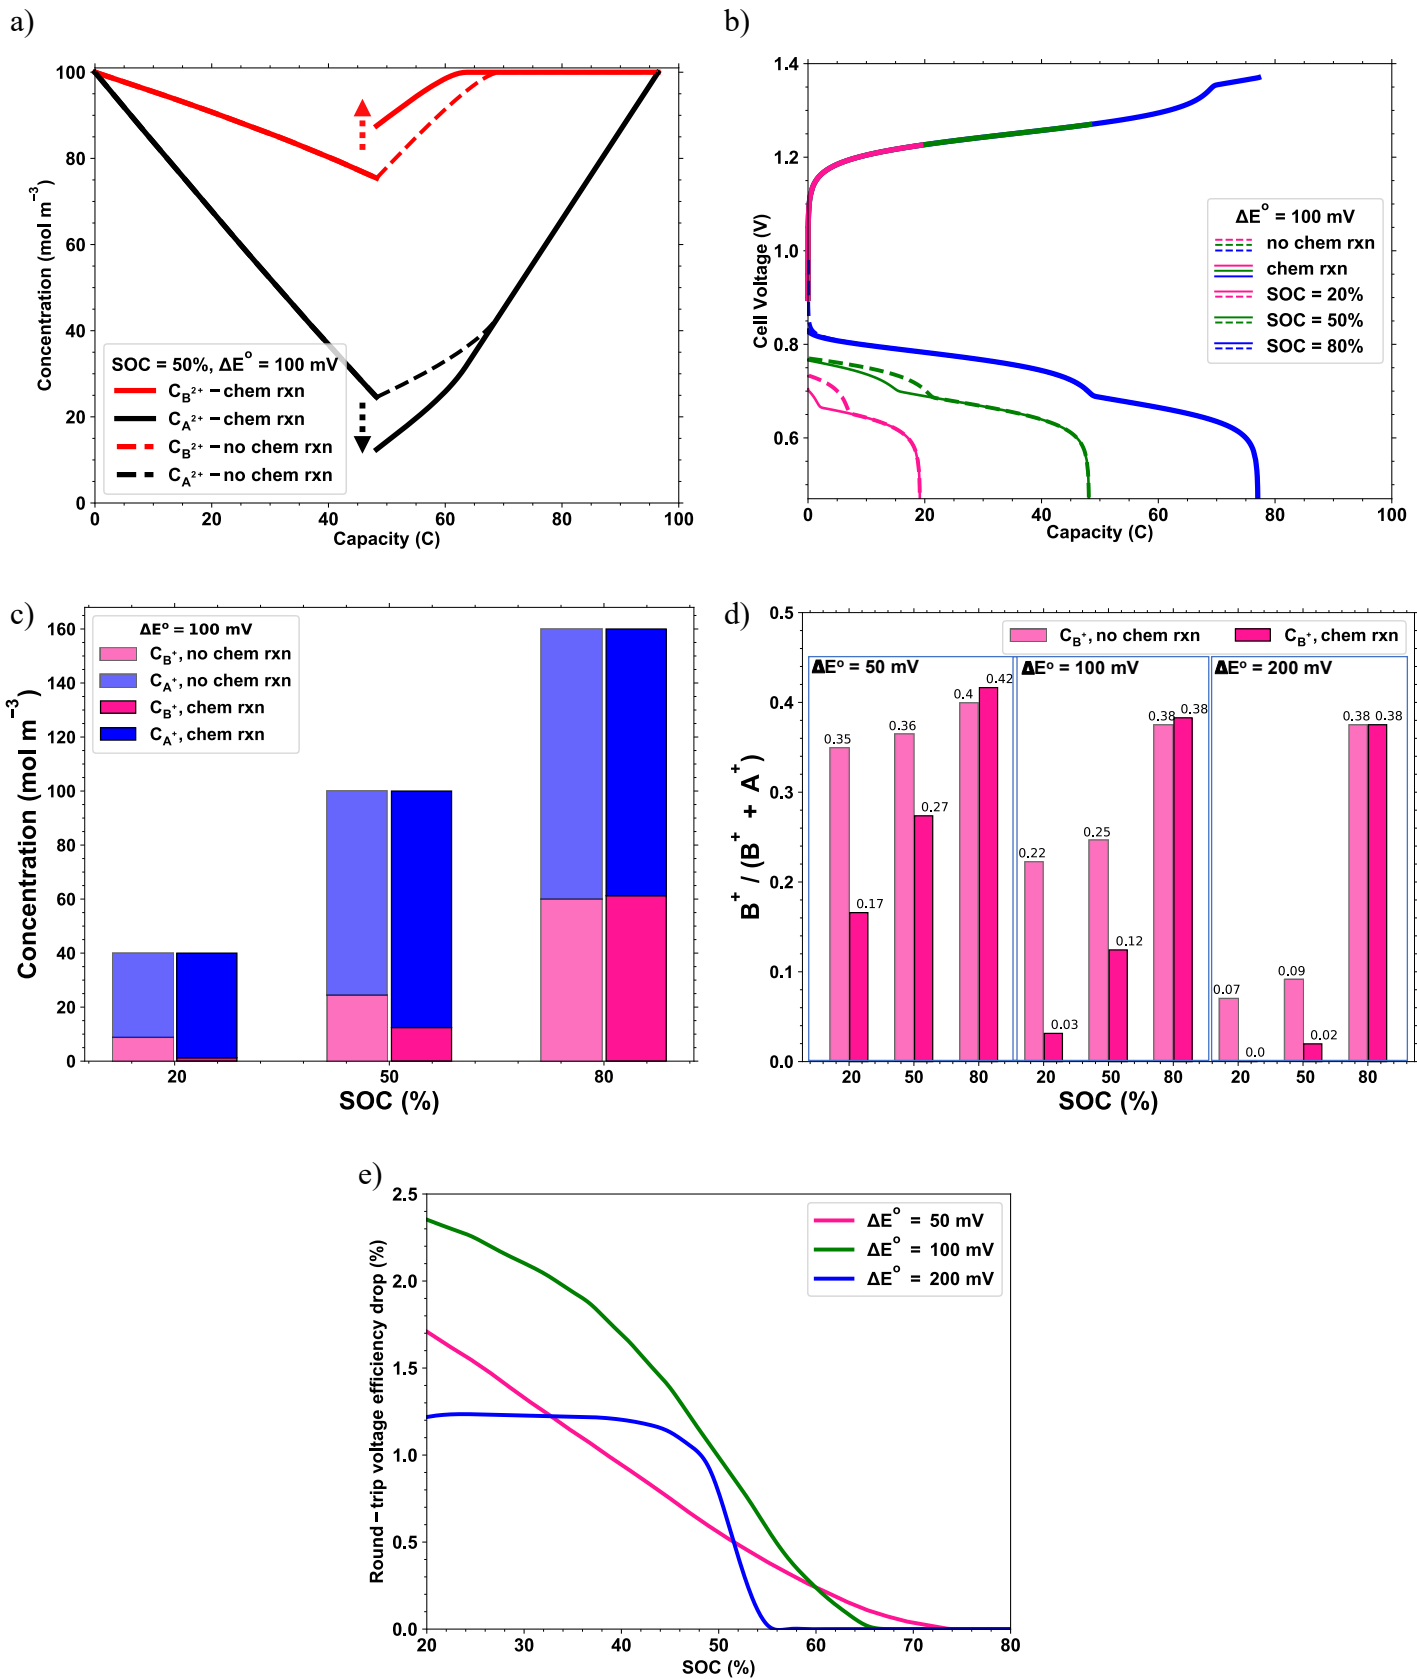 a)
Concentration (mol m⁻³)
100
80
60
40
20
0
SOC = 50%, ΔE° = 100 mV
C_B²⁺ – chem rxn
C_A²⁺ – chem rxn
C_B²⁺ – no chem rxn
C_A²⁺ – no chem rxn
0 20 40 60 80 100
Capacity (C)
b)
Cell Voltage (V)
1.4
1.2
1.0
0.8
0.6
ΔE° = 100 mV
no chem rxn
chem rxn
SOC = 20%
SOC = 50%
SOC = 80%
0 20 40 60 80 100
Capacity (C)
c)
Concentration (mol m⁻³)
160
140
120
100
80
60
40
20
0
ΔE° = 100 mV
C_B⁺, no chem rxn
C_A⁺, no chem rxn
C_B⁺, chem rxn
C_A⁺, chem rxn
20 50 80
SOC (%)
d)
B⁺ / (B⁺ + A⁺)
0.5
0.4
0.3
0.2
0.1
0.0
C_B⁺, no chem rxn C_B⁺, chem rxn
ΔE° = 50 mV ΔE° = 100 mV ΔE° = 200 mV
0.35 0.17 0.36 0.27 0.4 0.42
0.22 0.03 0.25 0.12 0.38 0.38
0.07 0.0 0.09 0.02 0.38 0.38
20 50 80 20 50 80 20 50 80
SOC (%)
e)
Round–trip voltage efficiency drop (%)
2.5
2.0
1.5
1.0
0.5
0.0
ΔE° = 50 mV
ΔE° = 100 mV
ΔE° = 200 mV
20 30 40 50 60 70 80
SOC (%)